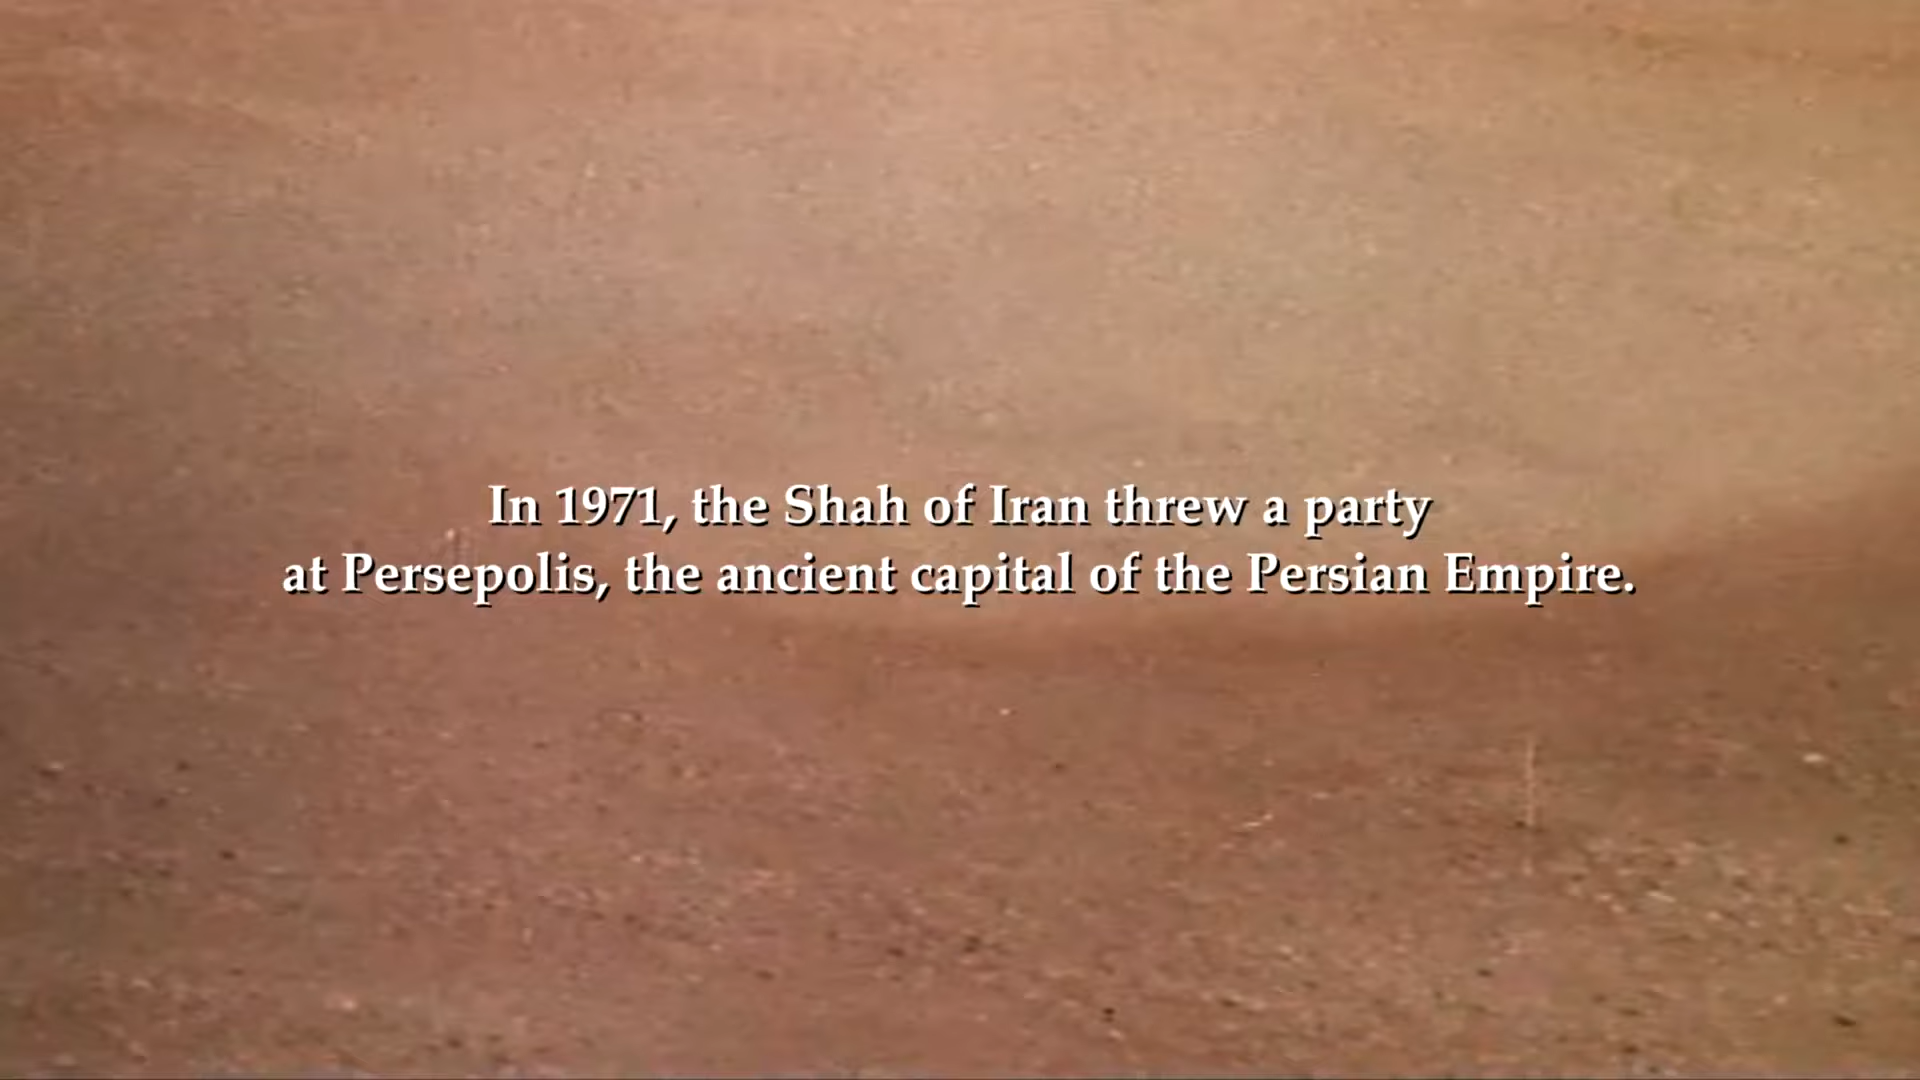 In 1971, the Shah of Iran threw a party
at Persepolis, the ancient capital of the Persian Empire.